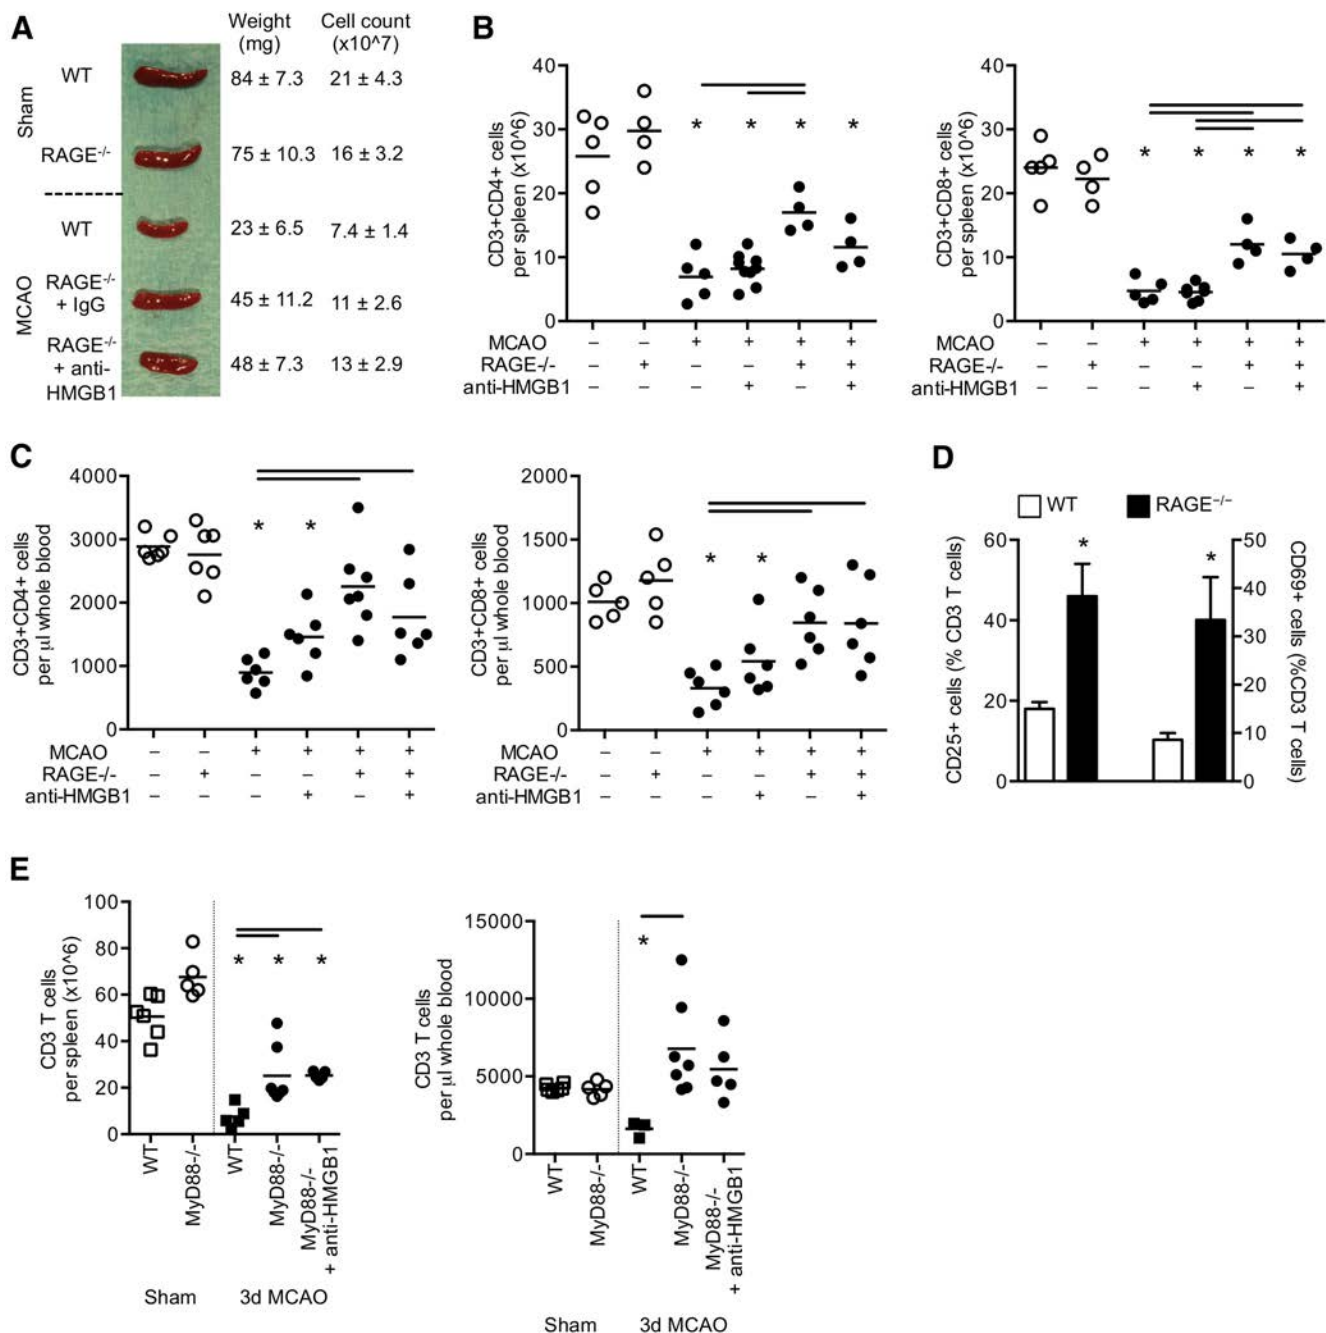 A
Weight
(mg)
Cell count
(x10^7)
Sham
WT
84 ± 7.3
21 ± 4.3
RAGE-/-
75 ± 10.3
16 ± 3.2
MCAO
WT
23 ± 6.5
7.4 ± 1.4
RAGE-/-
+ IgG
45 ± 11.2
11 ± 2.6
RAGE-/-
+ anti-
HMGB1
48 ± 7.3
13 ± 2.9
B
CD3+CD4+ cells
per spleen (x10^6)
40
30
20
10
0
* * * *
MCAO – – + + + +
RAGE-/- – + – – + +
anti-HMGB1 – – – + – +
CD3+CD8+ cells
per spleen (x10^6)
40
30
20
10
0
* * * *
MCAO – – + + + +
RAGE-/- – + – – + +
anti-HMGB1 – – – + – +
C
CD3+CD4+ cells
per µl whole blood
4000
3000
2000
1000
0
* *
MCAO – – + + + +
RAGE-/- – + – – + +
anti-HMGB1 – – – + – +
CD3+CD8+ cells
per µl whole blood
2000
1500
1000
500
0
* *
MCAO – – + + + +
RAGE-/- – + – – + +
anti-HMGB1 – – – + – +
D
WT
RAGE–/–
CD25+ cells (% CD3 T cells)
60
40
20
0
* *
50
40
30
20
10
0
CD69+ cells (%CD3 T cells)
E
CD3 T cells
per spleen (x10^6)
100
80
60
40
20
0
* * *
WT
MyD88-/-
WT
MyD88-/-
MyD88-/-
+ anti-HMGB1
Sham
3d MCAO
CD3 T cells
per µl whole blood
15000
10000
5000
0
*
WT
MyD88-/-
WT
MyD88-/-
MyD88-/-
+ anti-HMGB1
Sham
3d MCAO